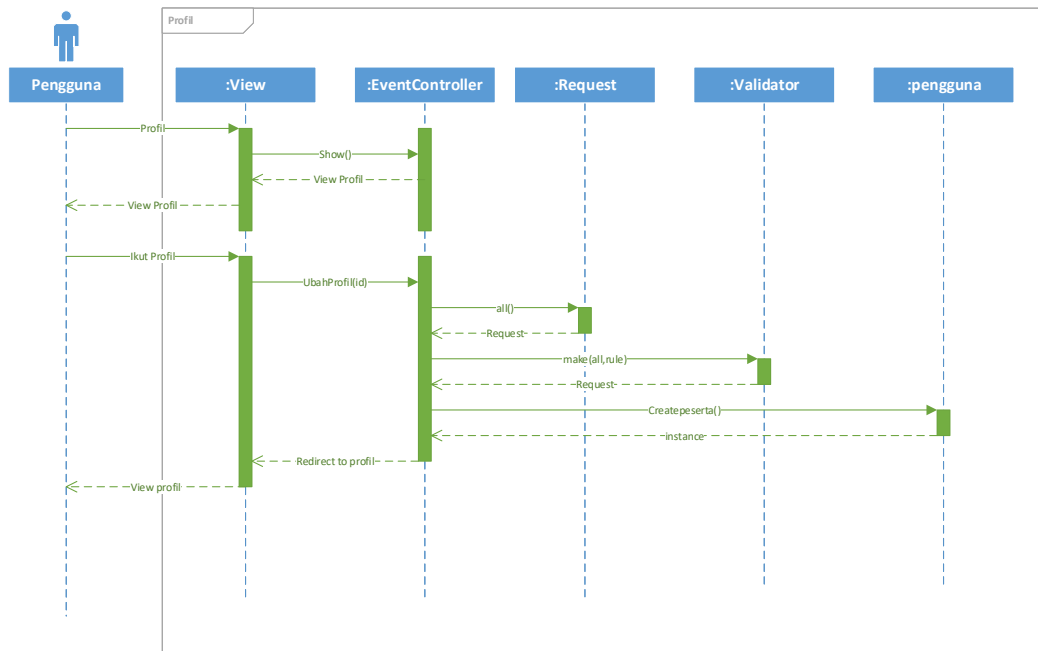 Profil
Pengguna
:View
:EventController
:Request
:Validator
:pengguna
Profil
Show()
View Profil
View Profil
Ikut Profil
UbahProfil(id)
all()
Request
make(all,rule)
Request
Createpeserta()
instance
Redirect to profil
View profil